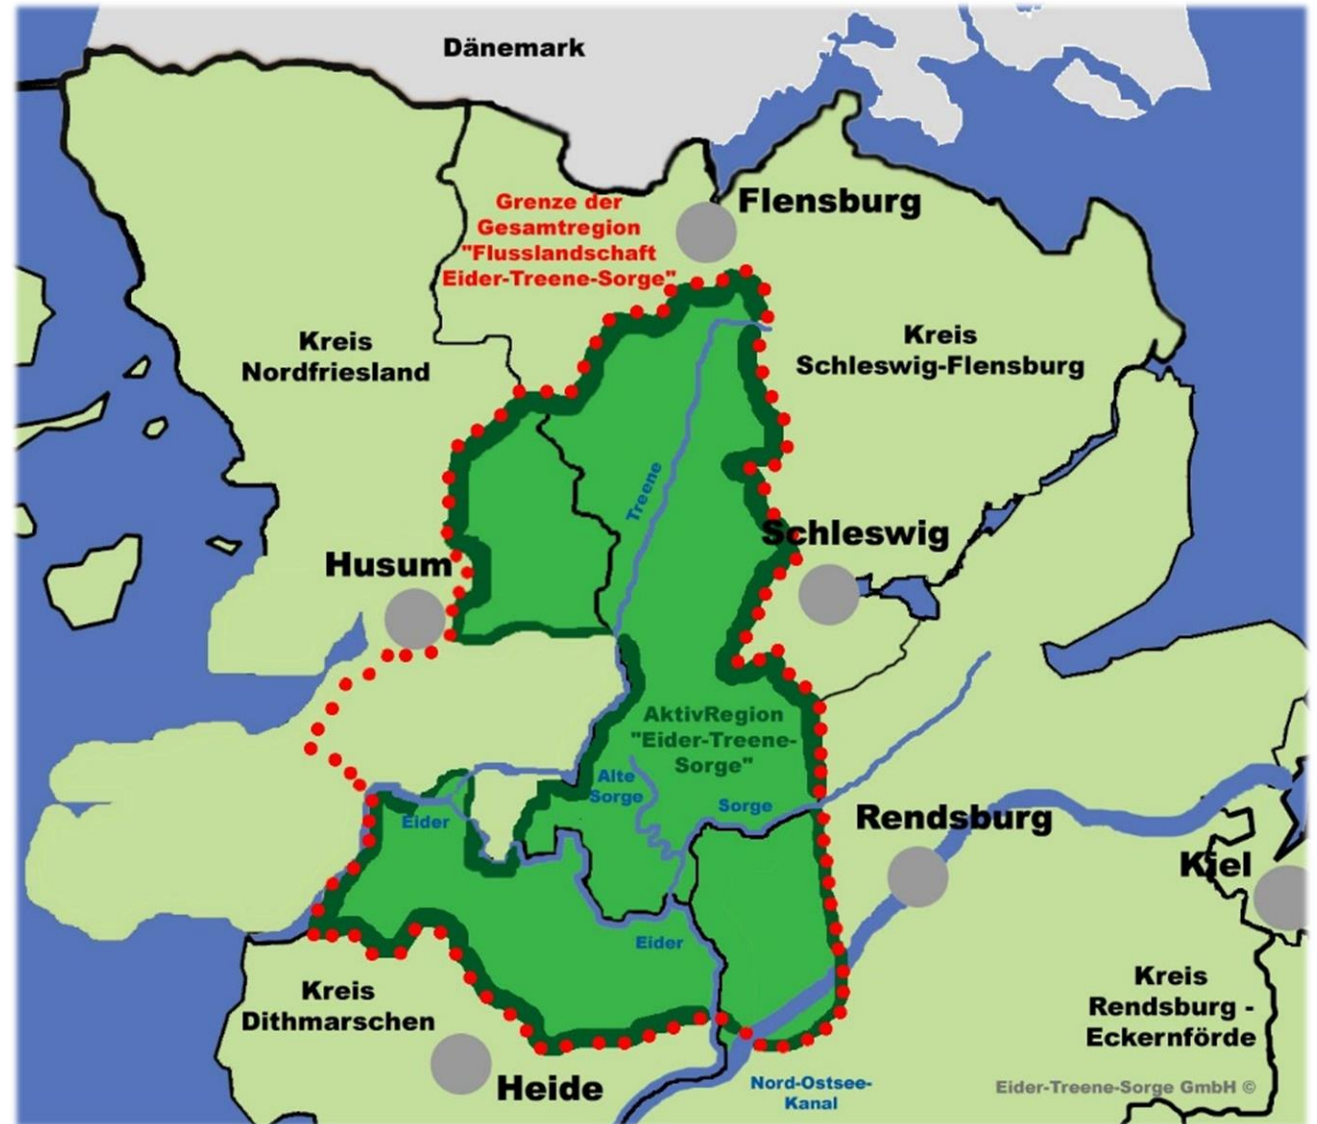 Dänemark
Flensburg
Grenze der
Gesamtregion
"Flusslandschaft
Eider-Treene-Sorge"
Kreis
Nordfriesland
Kreis
Schleswig-Flensburg
Treene
Schleswig
Husum
AktivRegion
"Eider-Treene-
Sorge"
Alte
Sorge
Sorge
Eider
Rendsburg
Kiel
Eider
Kreis
Dithmarschen
Kreis
Rendsburg -
Eckernförde
Heide
Nord-Ostsee-
Kanal
Eider-Treene-Sorge GmbH ©